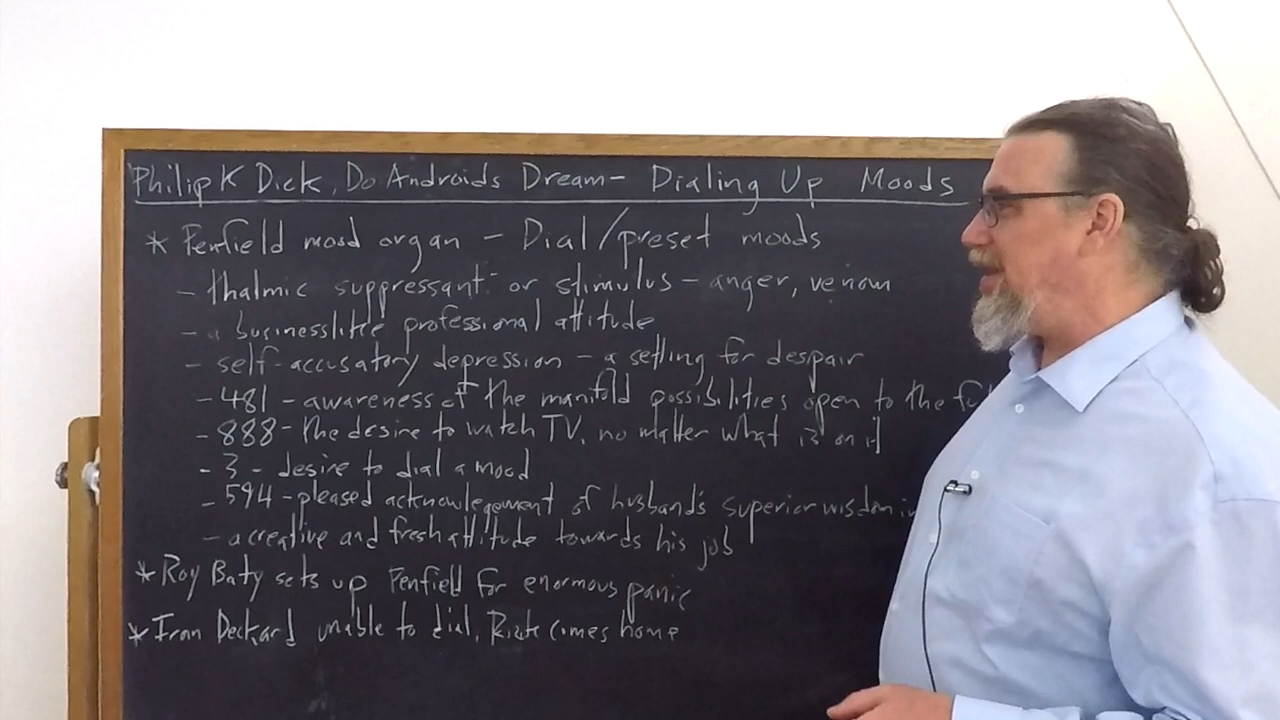 Philip K Dick, Do Androids Dream- Dialing Up Moods
* Penfield mood organ - Dial/preset moods
- thalmic suppressant or stimulus - anger, venom
- a businesslike professional attitude
- self-accusatory depression - a setting for despair
- 481 - awareness of the manifold possibilities open to the fu
- 888 - the desire to watch TV, no matter what is on it
- 3 - desire to dial a mood
- 594 - pleased acknowlegement of husband's superior wisdom in
- a creative and fresh attitude towards his job
* Roy Baty sets up Penfield for enormous panic
* Iran Deckard unable to dial, Rick comes home